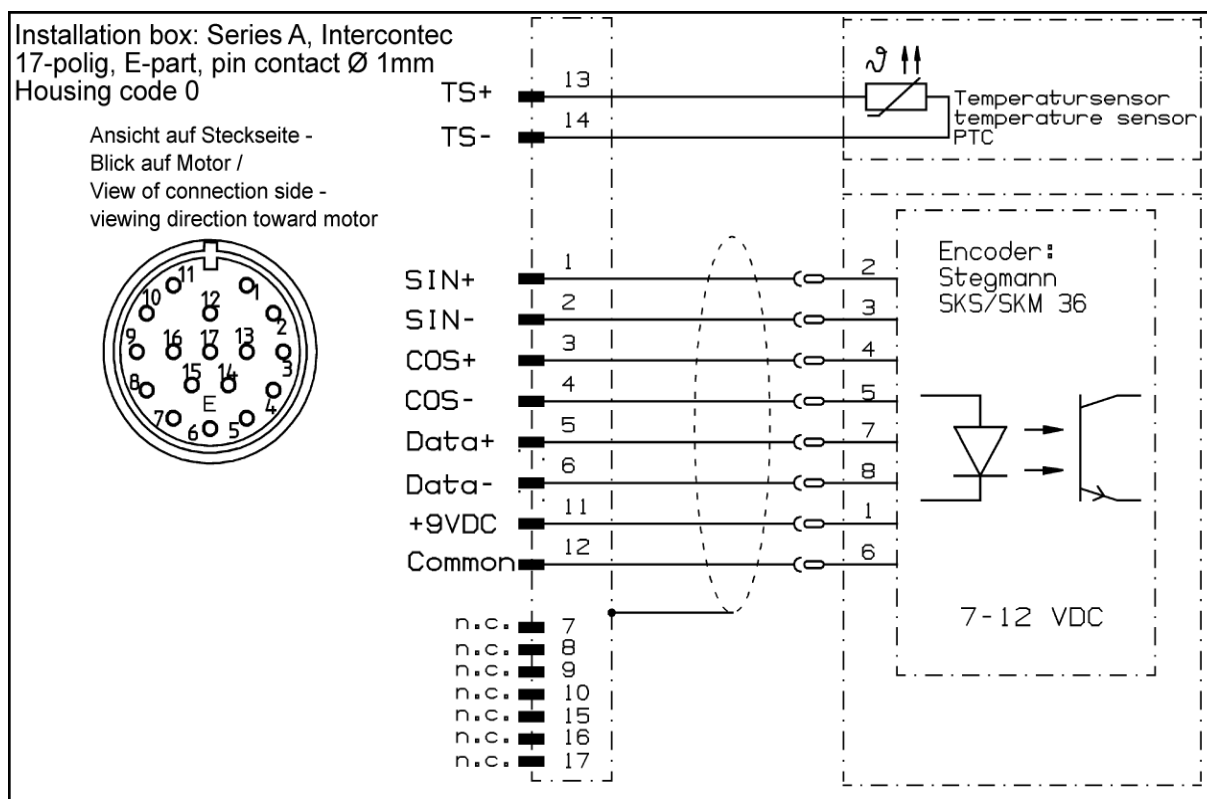 Installation box: Series A, Intercontec
17-polig, E-part, pin contact Ø 1mm
Housing code 0
Ansicht auf Steckseite -
Blick auf Motor /
View of connection side -
viewing direction toward motor
11
1
10
12
2
9
16
17
13
3
8
15
14
4
E
7
6
5
TS+ 13
TS- 14
ϑ
Temperatursensor
temperature sensor
PTC
SIN+ 1 2
SIN- 2 3
COS+ 3 4
COS- 4 5
Data+ 5 7
Data- 6 8
+9VDC 11 1
Common 12 6
n.c. 7
n.c. 8
n.c. 9
n.c. 10
n.c. 15
n.c. 16
n.c. 17
Encoder:
Stegmann
SKS/SKM 36
7-12 VDC